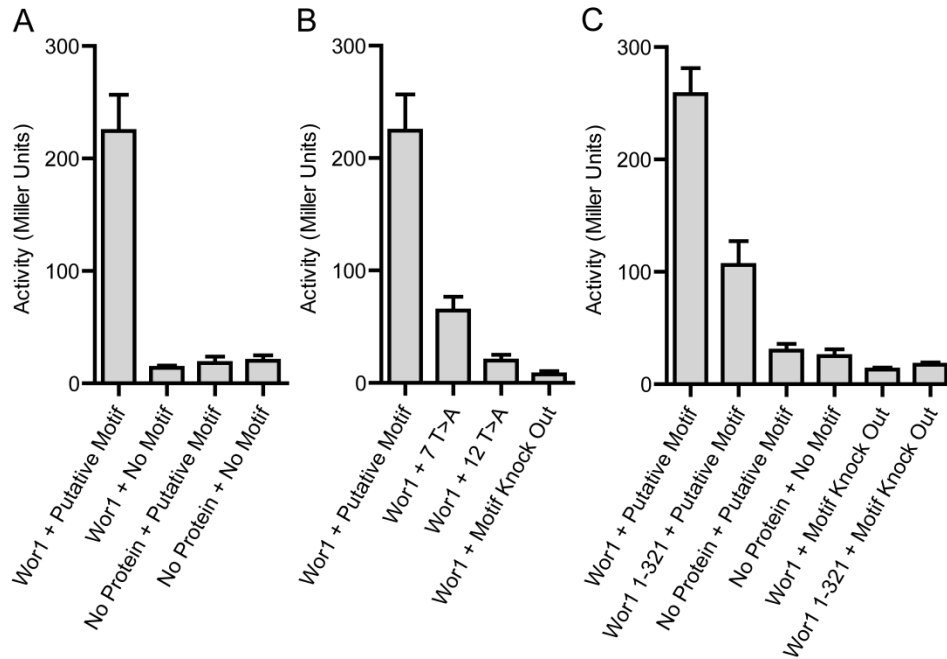 A
300
200
100
0
Activity (Miller Units)
Wor1 + Putative Motif
Wor1 + No Motif
No Protein + Putative Motif
No Protein + No Motif
B
300
200
100
0
Activity (Miller Units)
Wor1 + Putative Motif
Wor1 + 7 T>A
Wor1 + 12 T>A
Wor1 + Motif Knock Out
C
300
200
100
0
Activity (Miller Units)
Wor1 + Putative Motif
Wor1 1-321 + Putative Motif
No Protein + Putative Motif
No Protein + No Motif
Wor1 + Motif Knock Out
Wor1 1-321 + Motif Knock Out